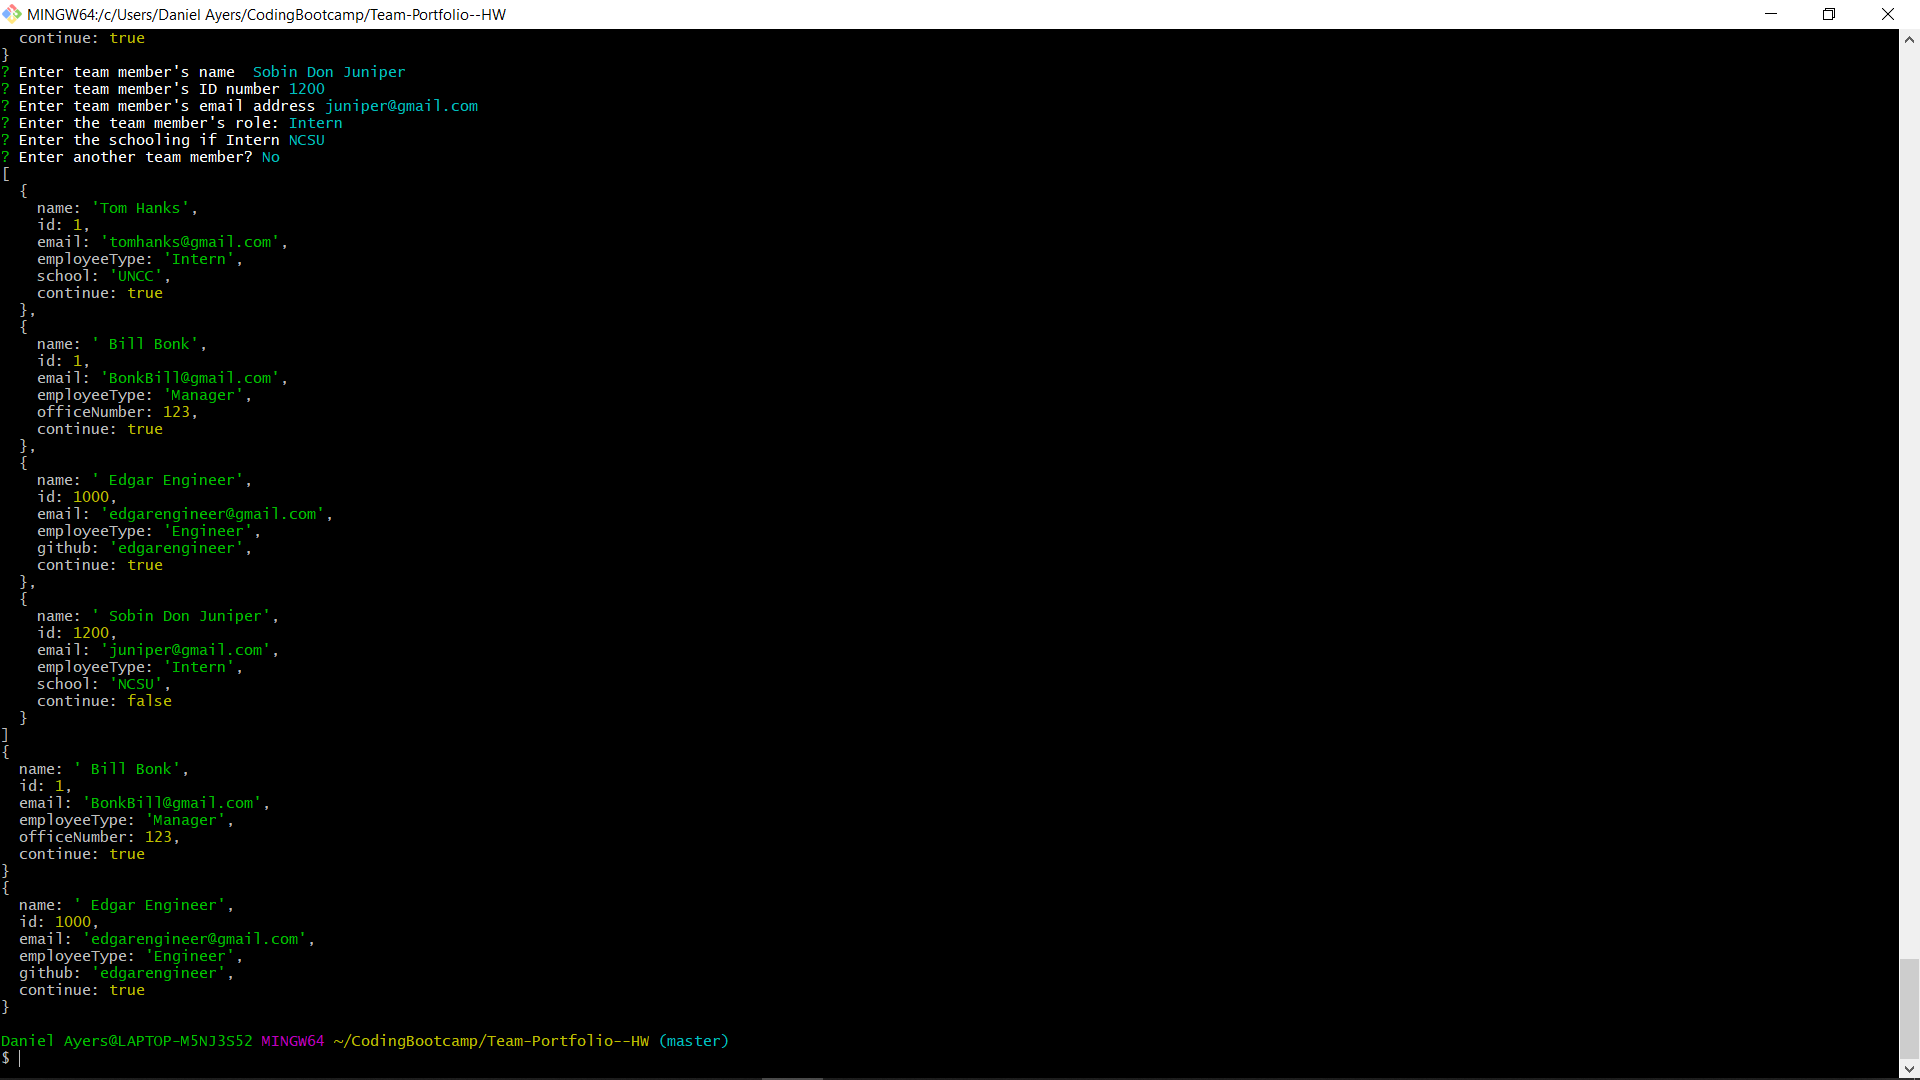 MINGW64:/c/Users/Daniel Ayers/CodingBootcamp/Team-Portfolio--HW
  continue: true
}
? Enter team member's name  Sobin Don Juniper
? Enter team member's ID number 1200
? Enter team member's email address juniper@gmail.com
? Enter the team member's role: Intern
? Enter the schooling if Intern NCSU
? Enter another team member? No
[
  {
    name: 'Tom Hanks',
    id: 1,
    email: 'tomhanks@gmail.com',
    employeeType: 'Intern',
    school: 'UNCC',
    continue: true
  },
  {
    name: ' Bill Bonk',
    id: 1,
    email: 'BonkBill@gmail.com',
    employeeType: 'Manager',
    officeNumber: 123,
    continue: true
  },
  {
    name: ' Edgar Engineer',
    id: 1000,
    email: 'edgarengineer@gmail.com',
    employeeType: 'Engineer',
    github: 'edgarengineer',
    continue: true
  },
  {
    name: ' Sobin Don Juniper',
    id: 1200,
    email: 'juniper@gmail.com',
    employeeType: 'Intern',
    school: 'NCSU',
    continue: false
  }
]
{
  name: ' Bill Bonk',
  id: 1,
  email: 'BonkBill@gmail.com',
  employeeType: 'Manager',
  officeNumber: 123,
  continue: true
}
{
  name: ' Edgar Engineer',
  id: 1000,
  email: 'edgarengineer@gmail.com',
  employeeType: 'Engineer',
  github: 'edgarengineer',
  continue: true
}
Daniel Ayers@LAPTOP-M5NJ3S52 MINGW64 ~/CodingBootcamp/Team-Portfolio--HW (master)
$